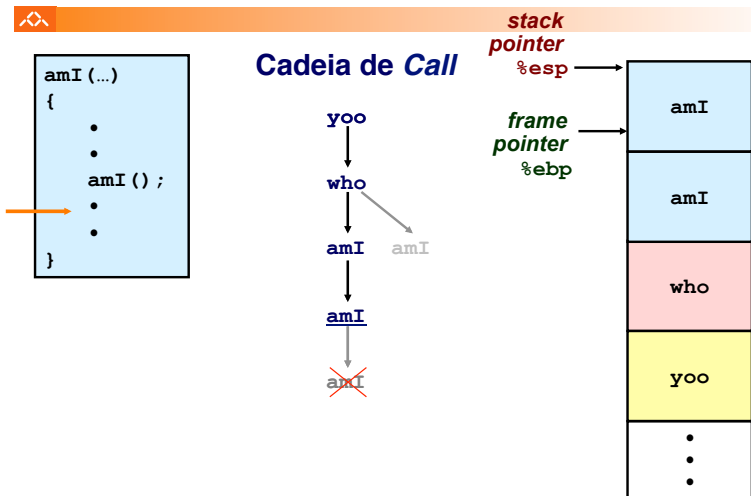 Cadeia de Call
amI(…)
{
•
•
amI();
•
•
}
yoo
who
amI amI
amI
amI
stack
pointer
%esp
frame
pointer
%ebp
amI
amI
who
yoo
•
•
•